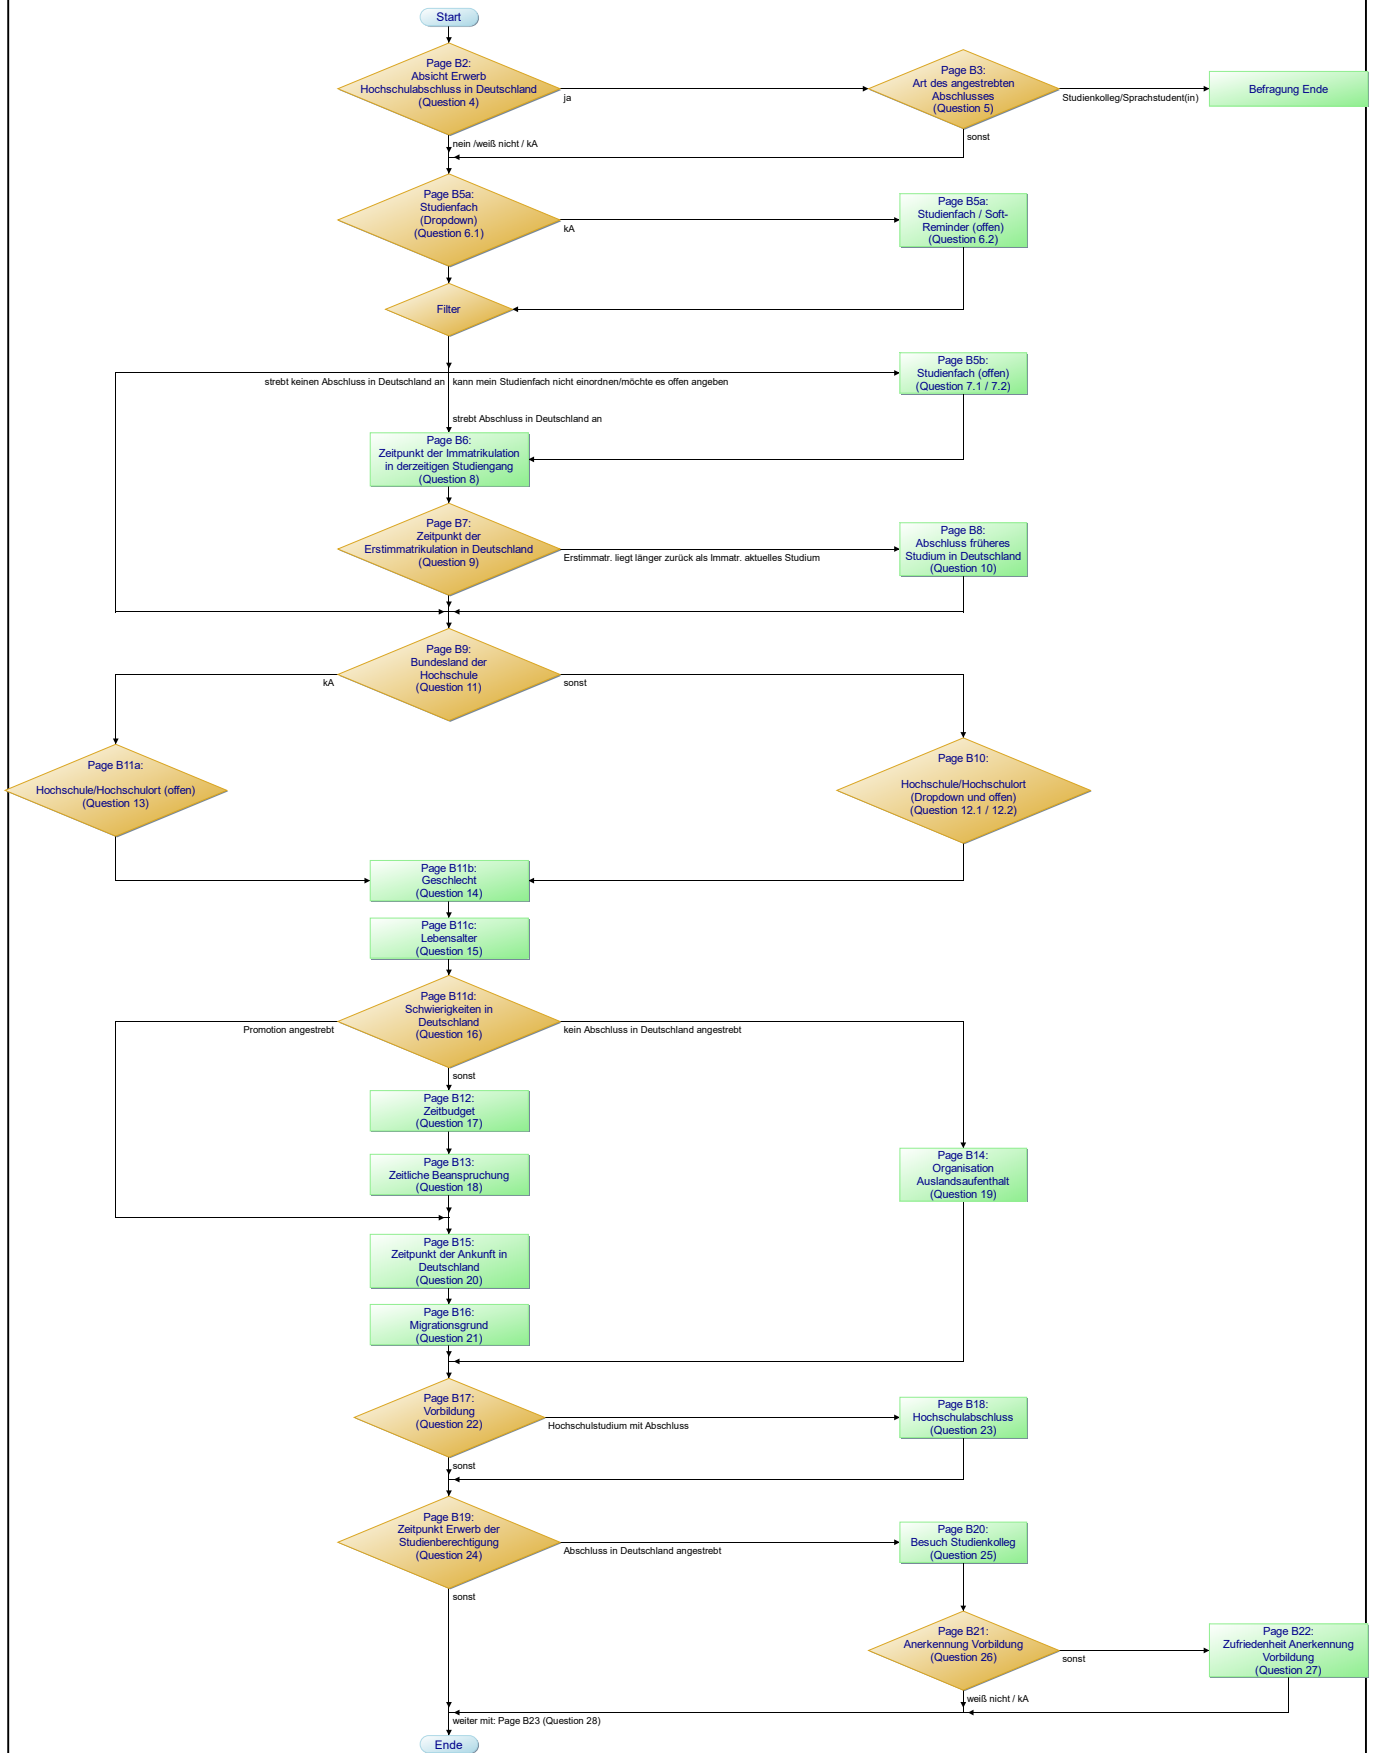 Start
Page B2:
Absicht Erwerb
Hochschulabschluss in Deutschland
(Question 4)
ja
Page B3:
Art des angestrebten
Abschlusses
(Question 5)
Studienkolleg/Sprachstudent(in)
Befragung Ende
nein /weiß nicht / kA
sonst
Page B5a:
Studienfach
(Dropdown)
(Question 6.1)
kA
Page B5a:
Studienfach / Soft-
Reminder (offen)
(Question 6.2)
Filter
strebt keinen Abschluss in Deutschland an
kann mein Studienfach nicht einordnen/möchte es offen angeben
Page B5b:
Studienfach (offen)
(Question 7.1 / 7.2)
strebt Abschluss in Deutschland an
Page B6:
Zeitpunkt der Immatrikulation
in derzeitigen Studiengang
(Question 8)
Page B7:
Zeitpunkt der
Erstimmatrikulation in Deutschland
(Question 9)
Erstimmatr. liegt länger zurück als Immatr. aktuelles Studium
Page B8:
Abschluss früheres
Studium in Deutschland
(Question 10)
Page B9:
Bundesland der
Hochschule
(Question 11)
kA
sonst
Page B11a:
Hochschule/Hochschulort (offen)
(Question 13)
Page B10:
Hochschule/Hochschulort
(Dropdown und offen)
(Question 12.1 / 12.2)
Page B11b:
Geschlecht
(Question 14)
Page B11c:
Lebensalter
(Question 15)
Page B11d:
Schwierigkeiten in
Deutschland
(Question 16)
Promotion angestrebt
kein Abschluss in Deutschland angestrebt
sonst
Page B12:
Zeitbudget
(Question 17)
Page B13:
Zeitliche Beanspruchung
(Question 18)
Page B14:
Organisation
Auslandsaufenthalt
(Question 19)
Page B15:
Zeitpunkt der Ankunft in
Deutschland
(Question 20)
Page B16:
Migrationsgrund
(Question 21)
Page B17:
Vorbildung
(Question 22)
Hochschulstudium mit Abschluss
Page B18:
Hochschulabschluss
(Question 23)
sonst
Page B19:
Zeitpunkt Erwerb der
Studienberechtigung
(Question 24)
Abschluss in Deutschland angestrebt
Page B20:
Besuch Studienkolleg
(Question 25)
sonst
Page B21:
Anerkennung Vorbildung
(Question 26)
sonst
Page B22:
Zufriedenheit Anerkennung
Vorbildung
(Question 27)
weiß nicht / kA
weiter mit: Page B23 (Question 28)
Ende